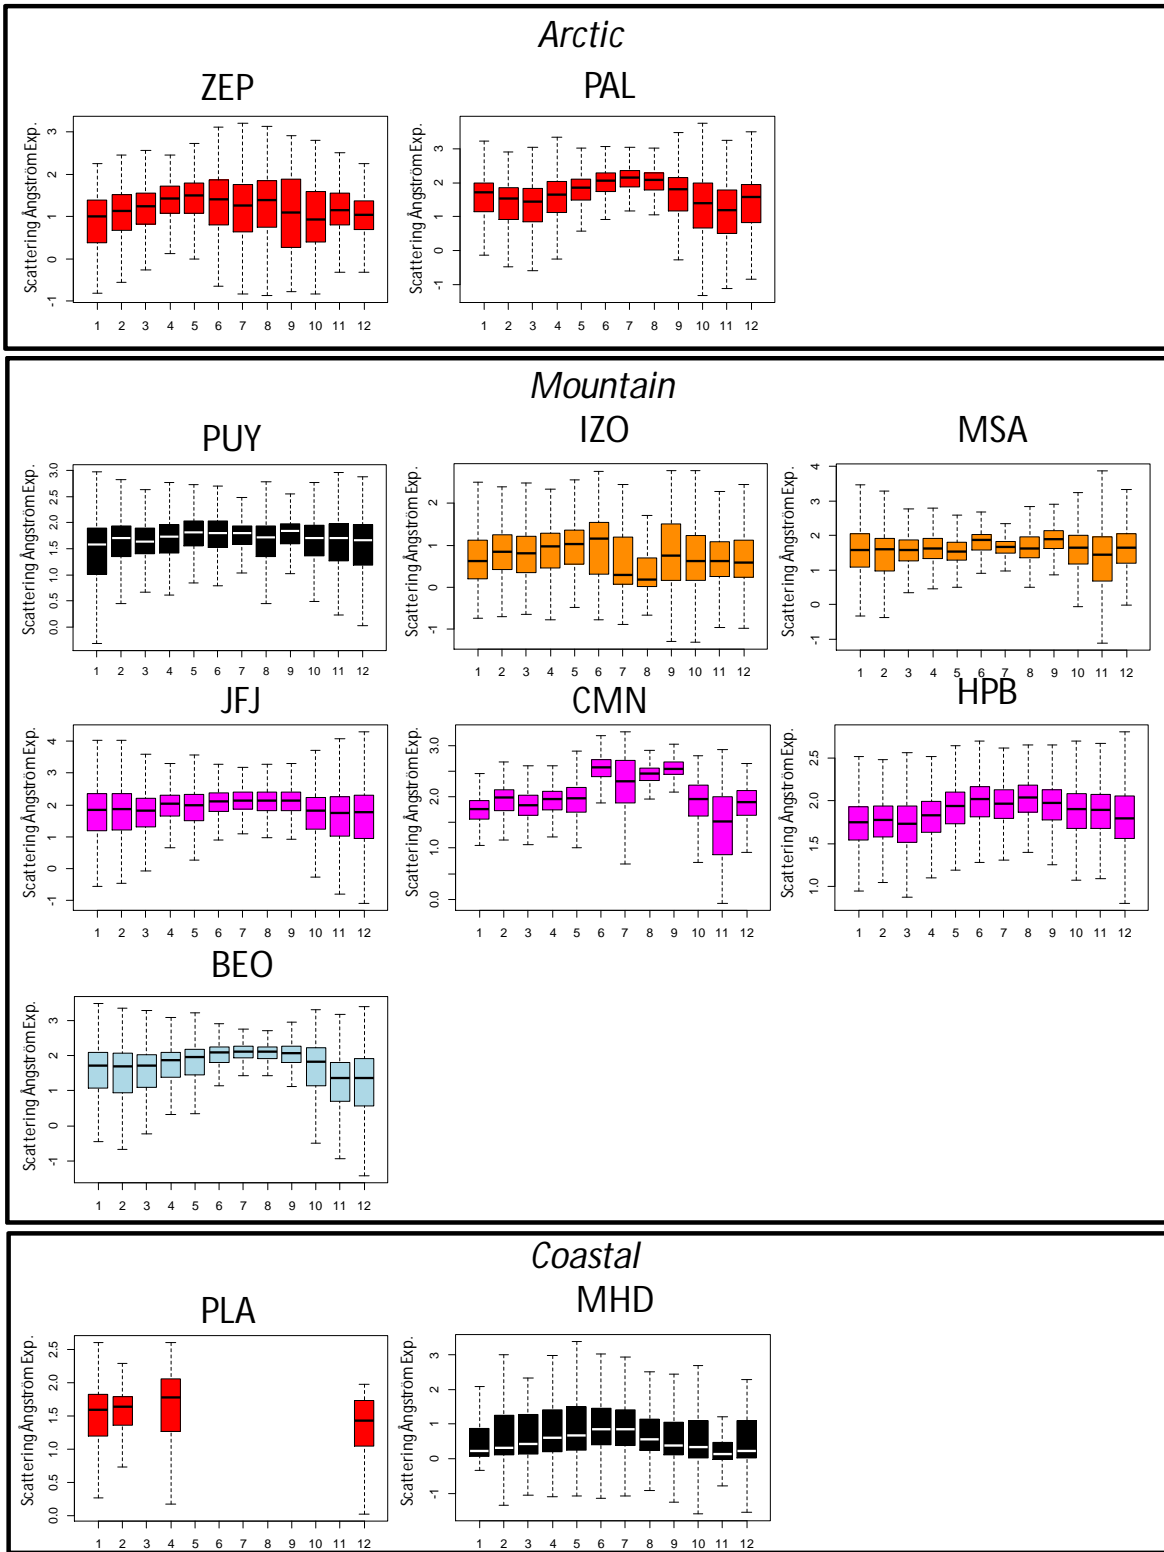 Arctic
ZEP PAL
Scattering Ångström Exp. 3 2 1 0 -1
1 2 3 4 5 6 7 8 9 10 11 12
Scattering Ångström Exp. 3 2 1 0 -1
1 2 3 4 5 6 7 8 9 10 11 12
Mountain
PUY IZO MSA
Scattering Ångström Exp. 3.0 2.5 2.0 1.5 1.0 0.5 0.0
1 2 3 4 5 6 7 8 9 10 11 12
Scattering Ångström Exp. 2 1 0 -1
1 2 3 4 5 6 7 8 9 10 11 12
Scattering Ångström Exp. 4 3 2 1 0 -1
1 2 3 4 5 6 7 8 9 10 11 12
JFJ CMN HPB
Scattering Ångström Exp. 4 3 2 1 0 -1
1 2 3 4 5 6 7 8 9 10 11 12
Scattering Ångström Exp. 3.0 2.0 1.0 0.0
1 2 3 4 5 6 7 8 9 10 11 12
Scattering Ångström Exp. 2.5 2.0 1.5 1.0
1 2 3 4 5 6 7 8 9 10 11 12
BEO
Scattering Ångström Exp. 3 2 1 0 -1
1 2 3 4 5 6 7 8 9 10 11 12
Coastal
PLA MHD
Scattering Ångström Exp. 2.5 2.0 1.5 1.0 0.5 0.0
1 2 3 4 5 6 7 8 9 10 11 12
Scattering Ångström Exp. 3 2 1 0 -1
1 2 3 4 5 6 7 8 9 10 11 12